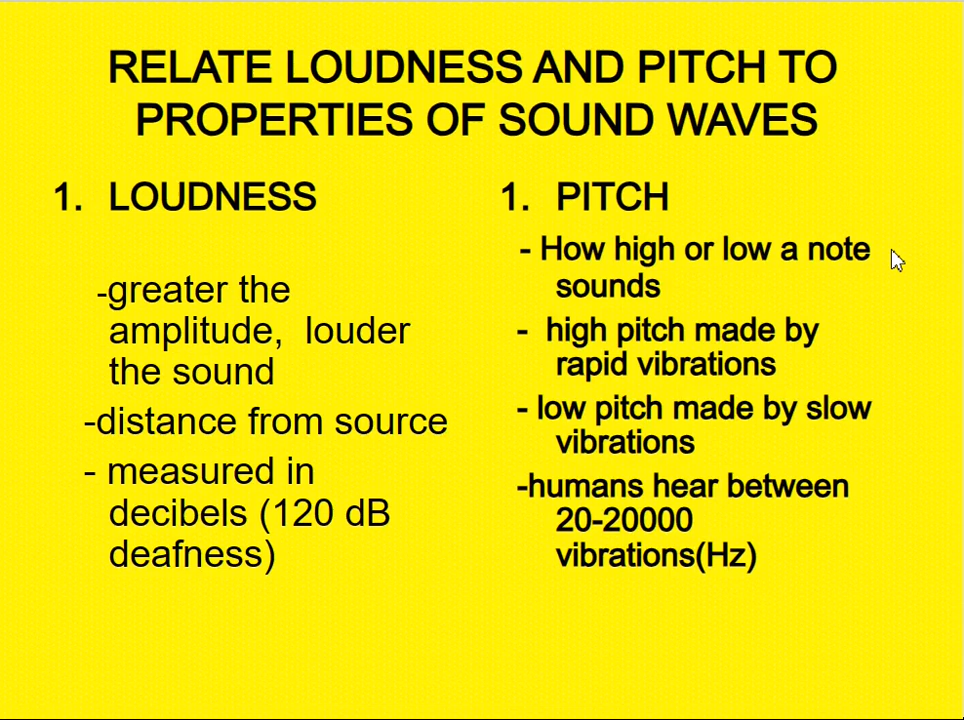 RELATE LOUDNESS AND PITCH TO
PROPERTIES OF SOUND WAVES
1. LOUDNESS
-greater the
amplitude,  louder
the sound
-distance from source
- measured in
decibels (120 dB
deafness)
1. PITCH
- How high or low a note
sounds
-  high pitch made by
rapid vibrations
- low pitch made by slow
vibrations
-humans hear between
20-20000
vibrations(Hz)